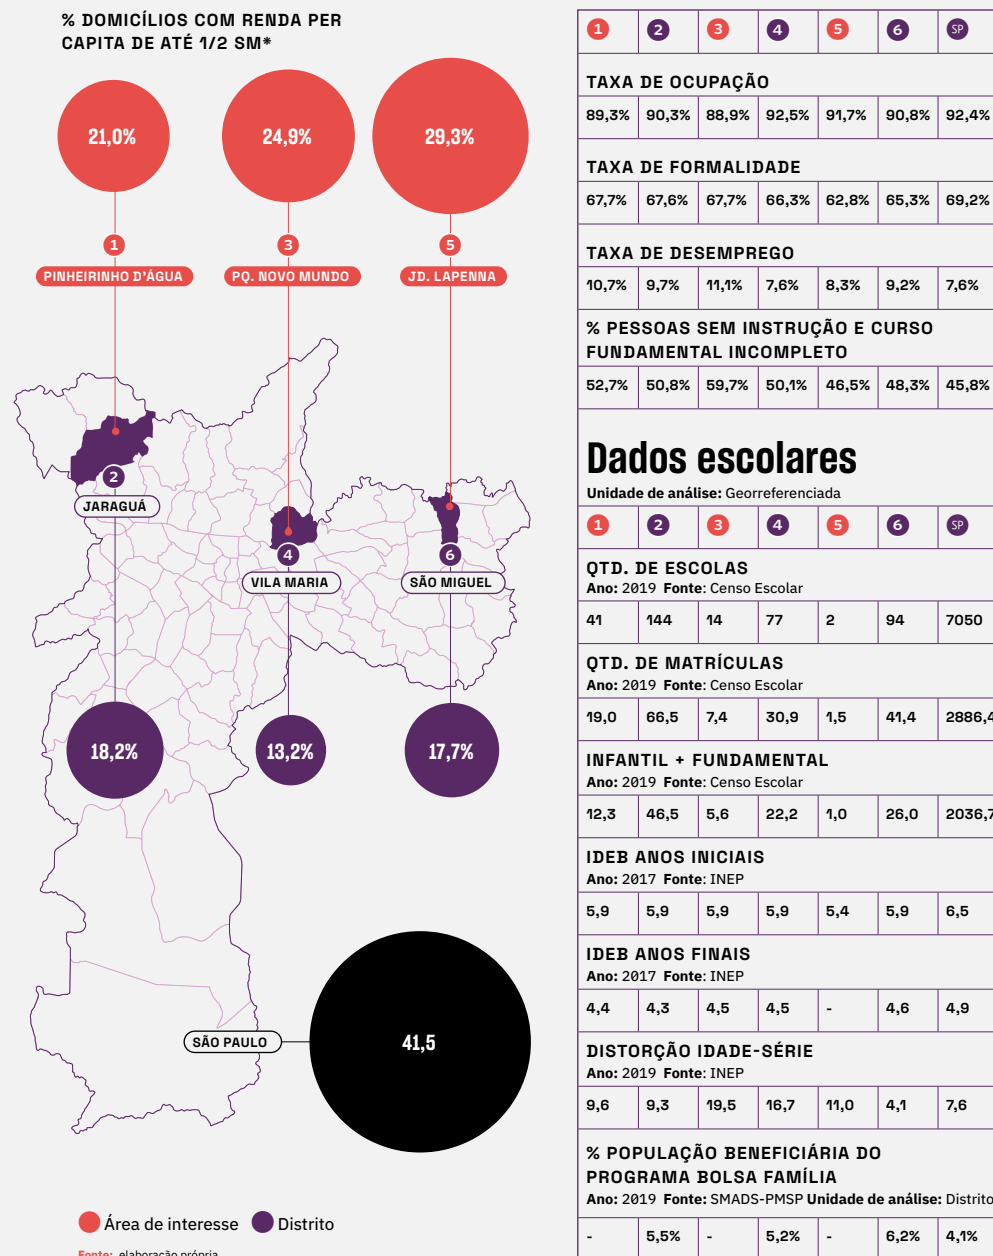 % DOMICÍLIOS COM RENDA PER
CAPITA DE ATÉ 1/2 SM*
21,0%
24,9%
29,3%
1
3
5
PINHEIRINHO D'ÁGUA
PQ. NOVO MUNDO
JD. LAPENNA
2
JARAGUÁ
4
VILA MARIA
6
SÃO MIGUEL
18,2%
13,2%
17,7%
SÃO PAULO
41,5
Área de interesse
Distrito
Fonte: elaboração própria
1 2 3 4 5 6 SP
TAXA DE OCUPAÇÃO
89,3% 90,3% 88,9% 92,5% 91,7% 90,8% 92,4%
TAXA DE FORMALIDADE
67,7% 67,6% 67,7% 66,3% 62,8% 65,3% 69,2%
TAXA DE DESEMPREGO
10,7% 9,7% 11,1% 7,6% 8,3% 9,2% 7,6%
% PESSOAS SEM INSTRUÇÃO E CURSO
FUNDAMENTAL INCOMPLETO
52,7% 50,8% 59,7% 50,1% 46,5% 48,3% 45,8%
Dados escolares
Unidade de análise: Georreferenciada
1 2 3 4 5 6 SP
QTD. DE ESCOLAS
Ano: 2019 Fonte: Censo Escolar
41 144 14 77 2 94 7050
QTD. DE MATRÍCULAS
Ano: 2019 Fonte: Censo Escolar
19,0 66,5 7,4 30,9 1,5 41,4 2886,4
INFANTIL + FUNDAMENTAL
Ano: 2019 Fonte: Censo Escolar
12,3 46,5 5,6 22,2 1,0 26,0 2036,7
IDEB ANOS INICIAIS
Ano: 2017 Fonte: INEP
5,9 5,9 5,9 5,9 5,4 5,9 6,5
IDEB ANOS FINAIS
Ano: 2017 Fonte: INEP
4,4 4,3 4,5 4,5 - 4,6 4,9
DISTORÇÃO IDADE-SÉRIE
Ano: 2019 Fonte: INEP
9,6 9,3 19,5 16,7 11,0 4,1 7,6
% POPULAÇÃO BENEFICIÁRIA DO
PROGRAMA BOLSA FAMÍLIA
Ano: 2019 Fonte: SMADS-PMSP Unidade de análise: Distrito
- 5,5% - 5,2% - 6,2% 4,1%